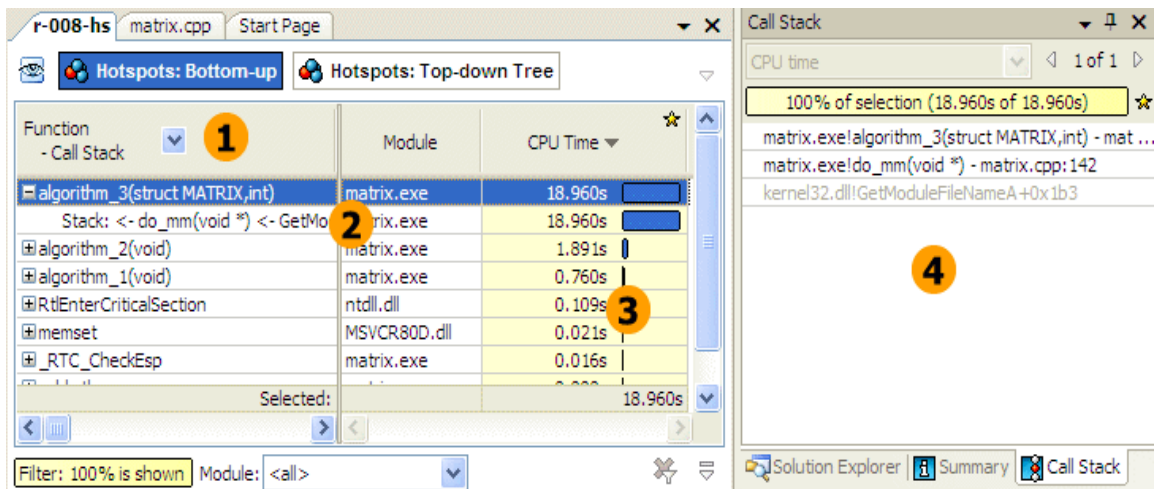 r-008-hs matrix.cpp Start Page
Hotspots: Bottom-up Hotspots: Top-down Tree
Function
- Call Stack
1
Module
CPU Time
algorithm_3(struct MATRIX,int) matrix.exe 18.960s
Stack: <- do_mm(void *) <- GetMo 2 trix.exe 18.960s
algorithm_2(void) matrix.exe 1.891s
algorithm_1(void) matrix.exe 0.760s
RtlEnterCriticalSection ntdll.dll 0.109s
3
memset MSVCR80D.dll 0.021s
_RTC_CheckEsp matrix.exe 0.016s
Selected: 18.960s
Filter: 100% is shown Module: <all>
Call Stack
CPU time 1 of 1
100% of selection (18.960s of 18.960s)
matrix.exe!algorithm_3(struct MATRIX,int) - mat ...
matrix.exe!do_mm(void *) - matrix.cpp:142
kernel32.dll!GetModuleFileNameA+0x1b3
4
Solution Explorer Summary Call Stack